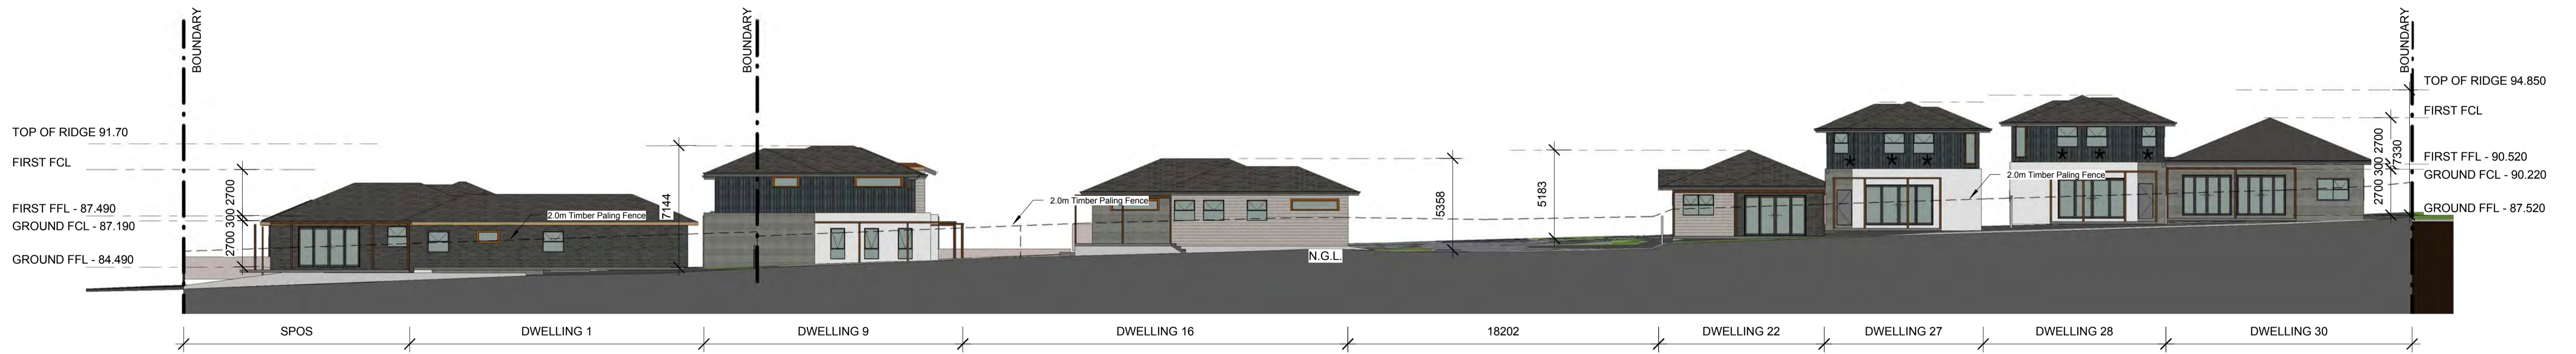 BOUNDARY
BOUNDARY
BOUNDARY
TOP OF RIDGE 91.70
FIRST FCL
FIRST FFL - 87.490
GROUND FCL - 87.190
GROUND FFL - 84.490
2700 300 2700
2.0m Timber Paling Fence
7144
2.0m Timber Paling Fence
N.G.L.
5358
5183
2.0m Timber Paling Fence
2700 300 2700
7330
TOP OF RIDGE 94.850
FIRST FCL
FIRST FFL - 90.520
GROUND FCL - 90.220
GROUND FFL - 87.520
SPOS
DWELLING 1
DWELLING 9
DWELLING 16
18202
DWELLING 22
DWELLING 27
DWELLING 28
DWELLING 30